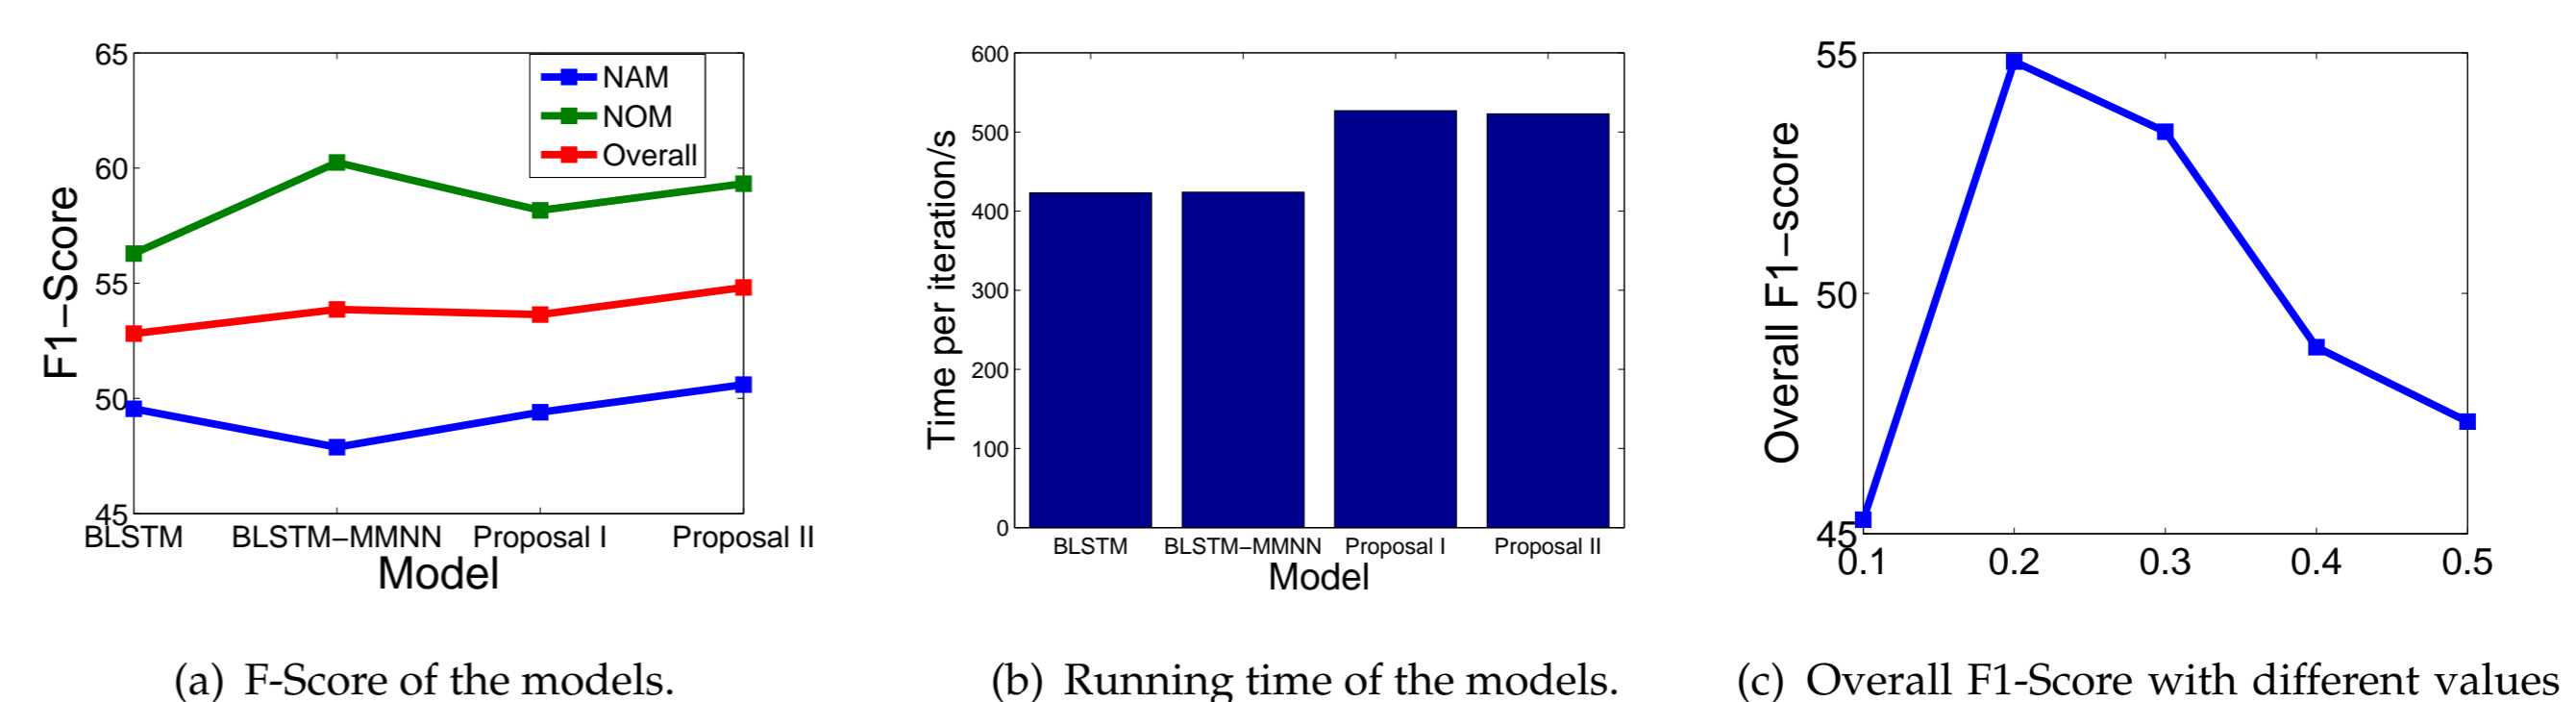 65
60
55
50
45
F1–Score
NAM
NOM
Overall
BLSTM
BLSTM–MMNN
Proposal I
Proposal II
Model
(a) F-Score of the models.
600
500
400
300
200
100
0
Time per iteration/s
BLSTM
BLSTM–MMNN
Proposal I
Proposal II
Model
(b) Running time of the models.
55
50
45
Overall F1–score
0.1
0.2
0.3
0.4
0.5
(c) Overall F1-Score with different values